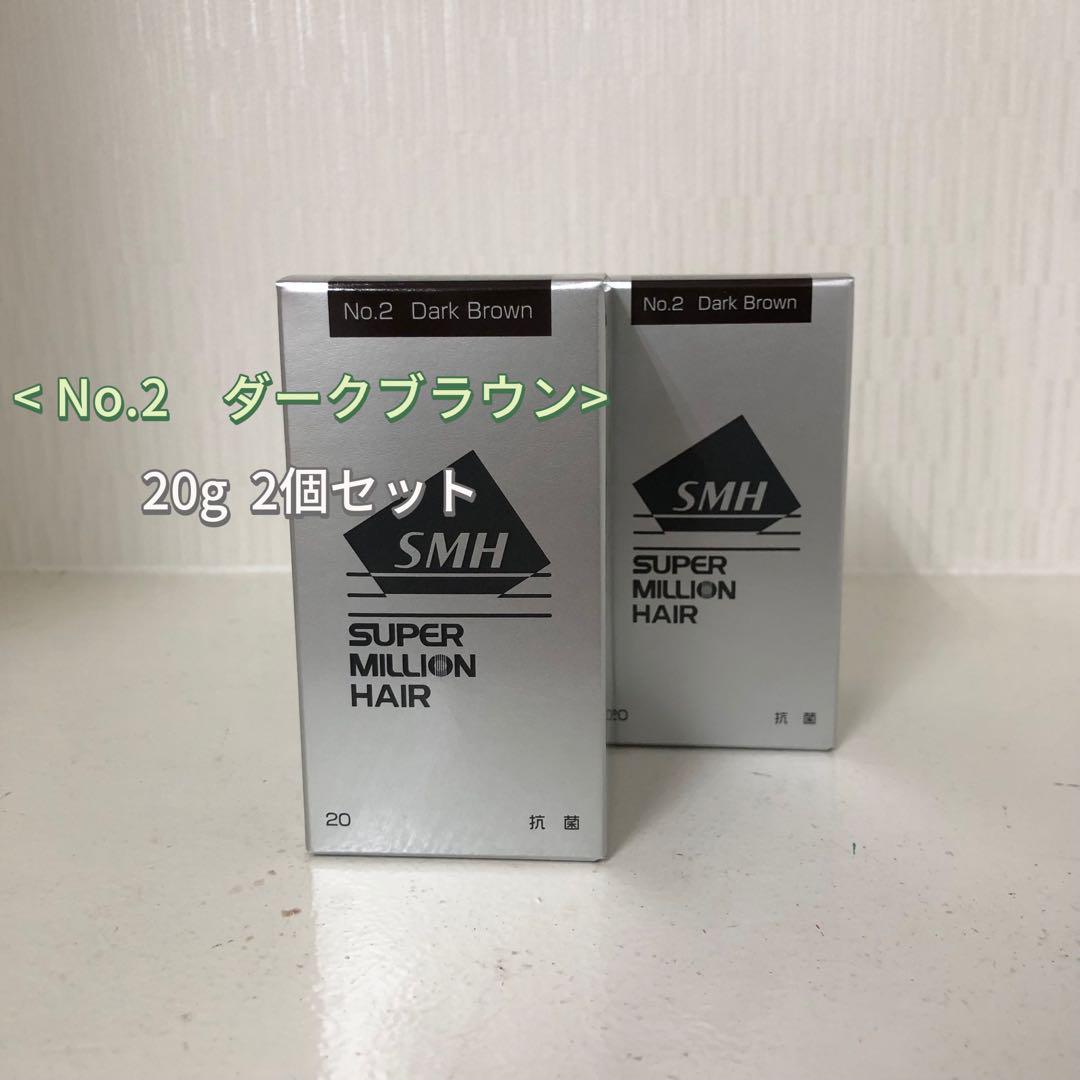 No.2 Dark Brown
No.2 Dark Brown
< No.2　ダークブラウン>
20g 2個セット
SMH
SUPER
MILLION
HAIR
20
抗菌
SMH
SUPER
MILLION
HAIR
抗菌